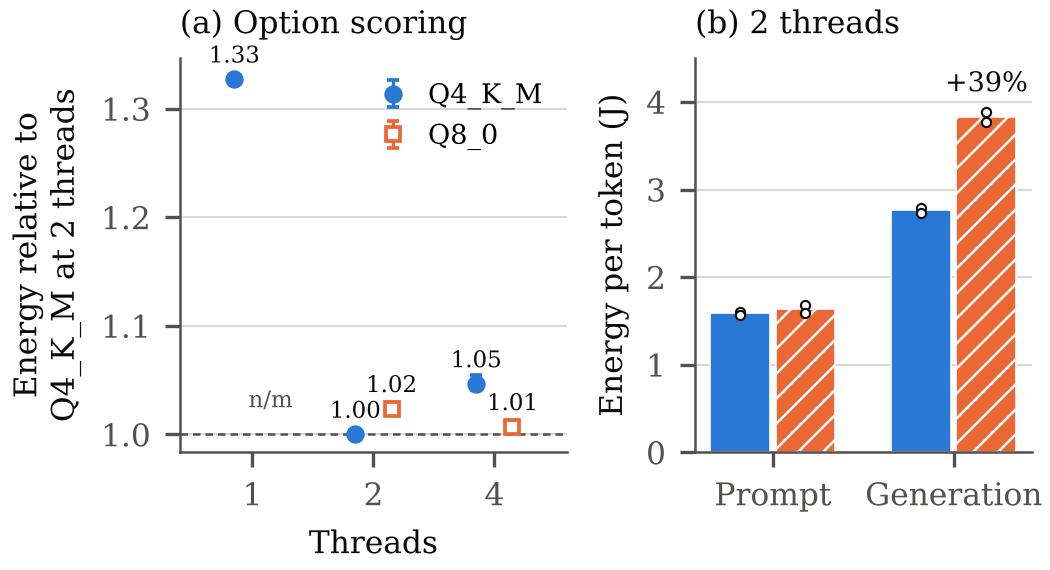 (a) Option scoring
Energy relative to
Q4_K_M at 2 threads
1.3
1.2
1.1
1.0
1.33
Q4_K_M
Q8_0
n/m
1.00
1.02
1.05
1.01
1
2
4
Threads
(b) 2 threads
Energy per token (J)
4
3
2
1
0
+39%
Prompt
Generation